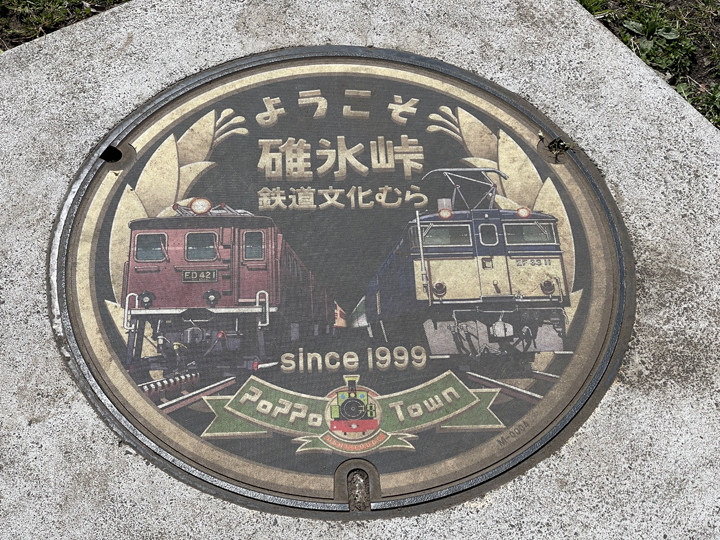 ようこそ
碓氷峠
鉄道文化むら
ED421
EF63 11
since 1999
PoPPo Town